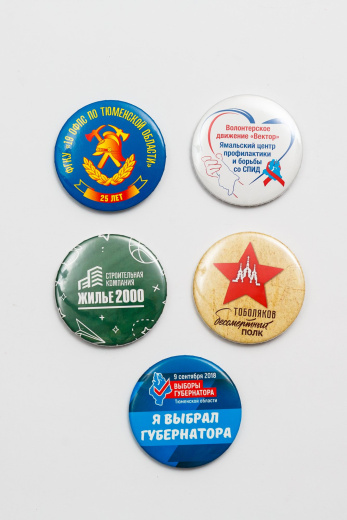 ФГКУ «19 ОФПС ПО ТЮМЕНСКОЙ ОБЛАСТИ»
25 ЛЕТ
Волонтерское
движение «Вектор»
Ямальский центр
профилактики
и борьбы
со СПИД
СТРОИТЕЛЬНАЯ
КОМПАНИЯ
ЖИЛЬЕ 2000
ТОБОЛЯКОВ
бессмертный
ПОЛК
9 сентября 2018
ВЫБОРЫ
ГУБЕРНАТОРА
Тюменской области
Я ВЫБРАЛ
ГУБЕРНАТОРА